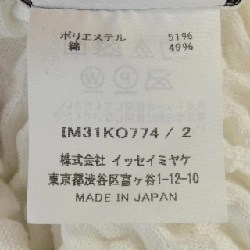 ポリエステル 51%
綿 49%
IM31KO774 / 2
株式会社 イッセイミヤケ
東京都渋谷区富ヶ谷1-12-10
MADE IN JAPAN